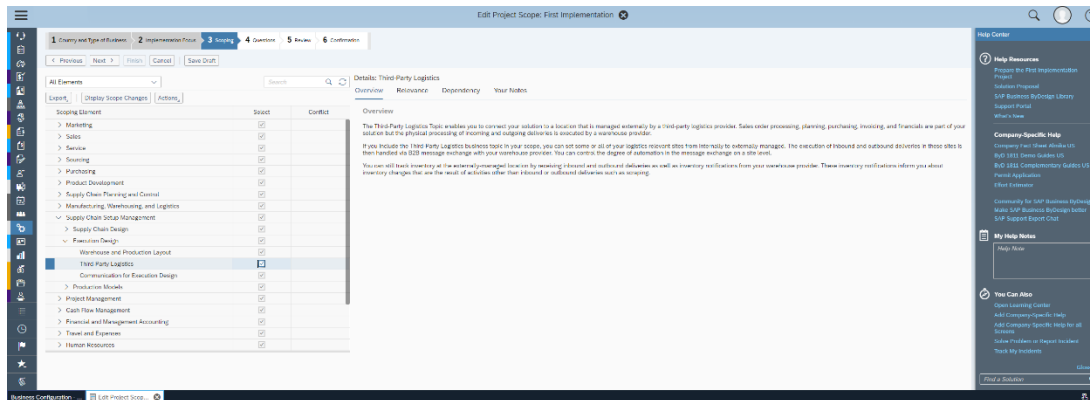 Edit Project Scope: First Implementation
1 Country and Type of Business 2 Implementation Focus 3 Scoping 4 Questions 5 Review 6 Confirmation
< Previous Next > Finish Cancel Save Draft
All Elements
Search
Export Display Scope Changes Actions
Scoping Element Select Conflict
> Marketing
> Sales
> Service
> Sourcing
> Purchasing
> Product Development
> Supply Chain Planning and Control
> Manufacturing, Warehousing, and Logistics
Supply Chain Setup Management
> Supply Chain Design
Execution Design
Warehouse and Production Layout
Third-Party Logistics
Communication for Execution Design
> Production Models
> Project Management
> Cash Flow Management
> Financial and Management Accounting
> Travel and Expenses
> Human Resources
Details: Third-Party Logistics
Overview Relevance Dependency Your Notes
Overview
The Third-Party Logistics Topic enables you to connect your solution to a location that is managed externally by a third-party logistics provider. Sales order processing, planning, purchasing, invoicing, and financials are part of your
solution but the physical processing of incoming and outgoing deliveries is executed by a warehouse provider.
If you include the Third-Party Logistics business topic in your scope, you can set some or all of your logistics relevant sites from internally to externally managed. The execution of inbound and outbound deliveries in these sites is
then handled via B2B message exchange with your warehouse provider. You can control the degree of automation in the message exchange on a site level.
You can still track inventory at the externally-managed location by receiving inbound and outbound deliveries as well as inventory notifications from your warehouse provider. These inventory notifications inform you about
inventory changes that are the result of activities other than inbound or outbound deliveries such as scraping.
Help Center
Help Resources
Prepare the First Implementation
Project
Solution Proposal
SAP Business ByDesign Library
Support Portal
What's New
Company-Specific Help
Company Fact Sheet Almika US
ByD 1811 Demo Guides US
ByD 1811 Complementary Guides US
Permit Application
Effort Estimator
Community for SAP Business ByDesig
Make SAP Business ByDesign better
SAP Support Expert Chat
My Help Notes
Help Note
You Can Also
Open Learning Center
Add Company-Specific Help
Add Company-Specific Help for all
Screens
Solve Problem or Report Incident
Track My Incidents
Find a Solution
Business Configuration - ... Edit Project Scop...